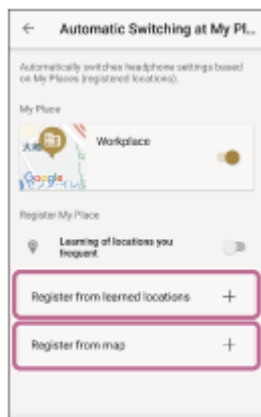 ← Automatic Switching at My Pl...
Automatically switches headphone settings based
on My Places (registered locations).
My Place
Workplace
Google
Register My Place
Learning of locations you
frequent
Register from learned locations +
Register from map +